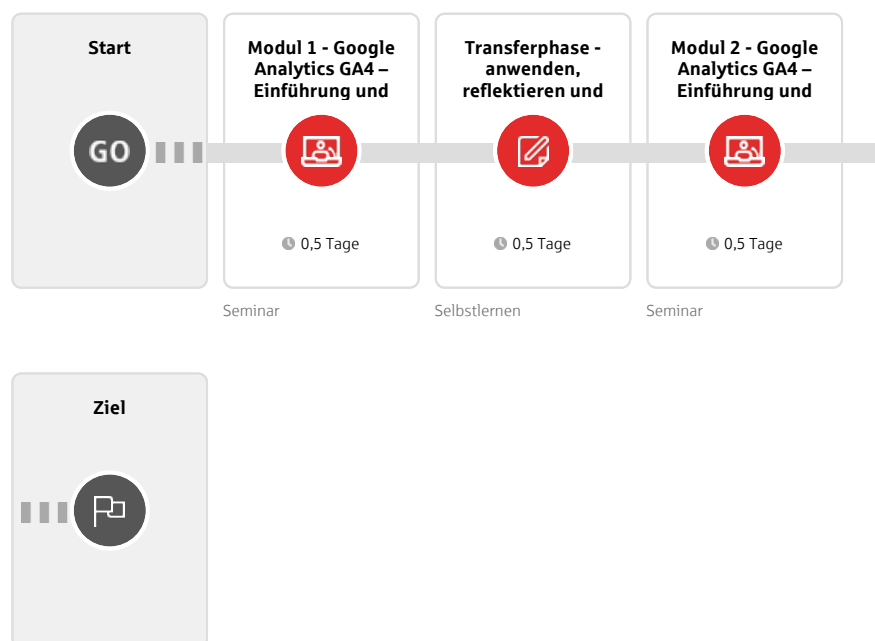 Start
Modul 1 - Google
Analytics GA4 –
Einführung und
Transferphase -
anwenden,
reflektieren und
Modul 2 - Google
Analytics GA4 –
Einführung und
GO
0,5 Tage
0,5 Tage
0,5 Tage
Seminar
Selbstlernen
Seminar
Ziel